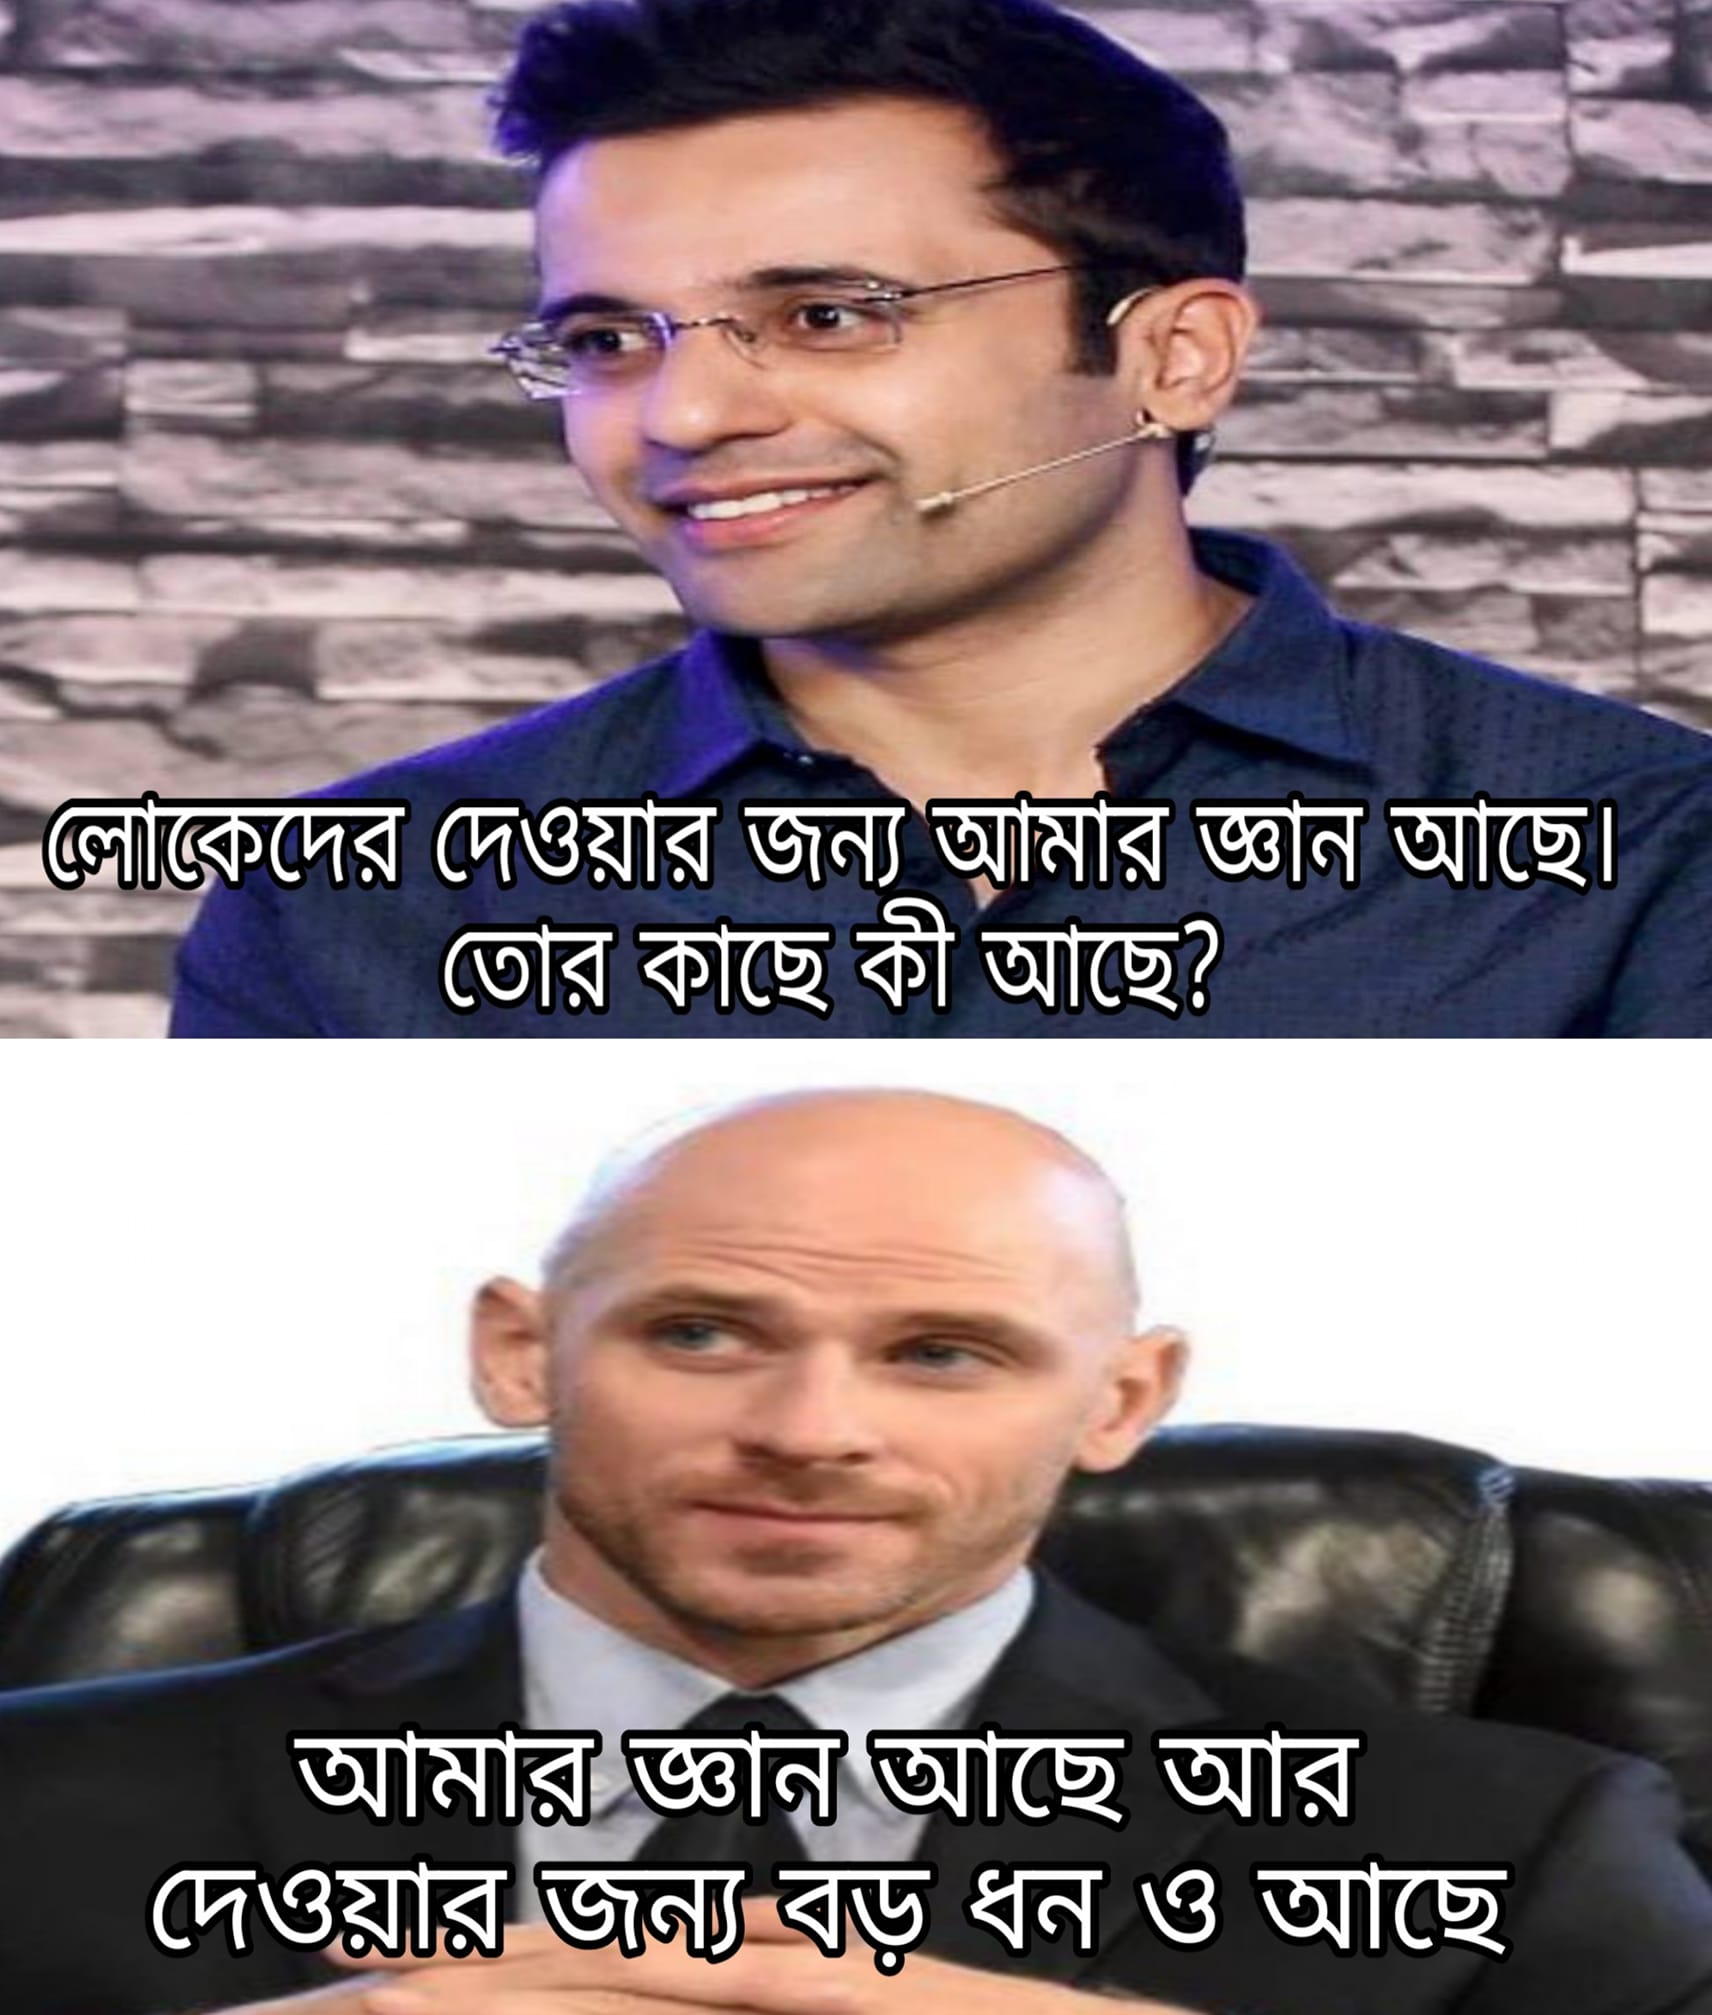 লোকেদের দেওয়ার জন্য আমার জ্ঞান আছে।
তোর কাছে কী আছে?
আমার জ্ঞান আছে আর
দেওয়ার জন্য বড় ধন ও আছে